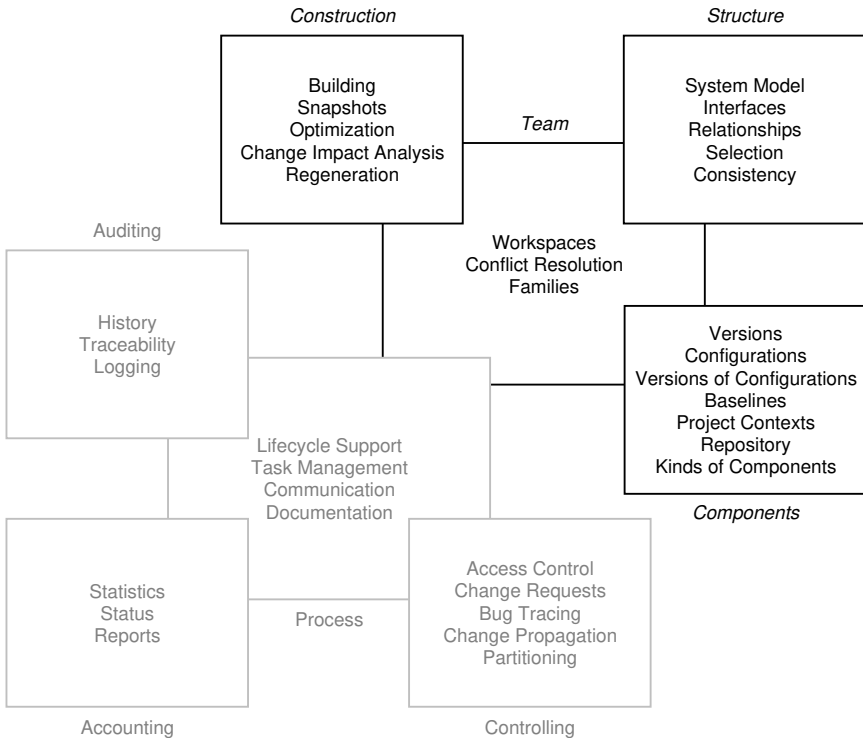 Construction
Structure
Building
Snapshots
Optimization
Change Impact Analysis
Regeneration
Team
System Model
Interfaces
Relationships
Selection
Consistency
Auditing
Workspaces
Conflict Resolution
Families
History
Traceability
Logging
Versions
Configurations
Versions of Configurations
Baselines
Project Contexts
Repository
Kinds of Components
Components
Lifecycle Support
Task Management
Communication
Documentation
Statistics
Status
Reports
Process
Access Control
Change Requests
Bug Tracing
Change Propagation
Partitioning
Accounting
Controlling